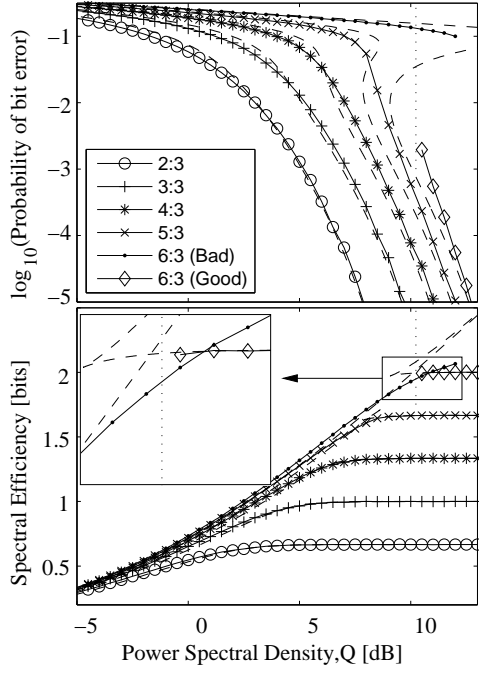 −1
−2
−3
−4
−5
log10(Probability of bit error)
2:3
3:3
4:3
5:3
6:3 (Bad)
6:3 (Good)
2
1.5
1
0.5
Spectral Efficiency [bits]
−5 0 5 10
Power Spectral Density,Q [dB]